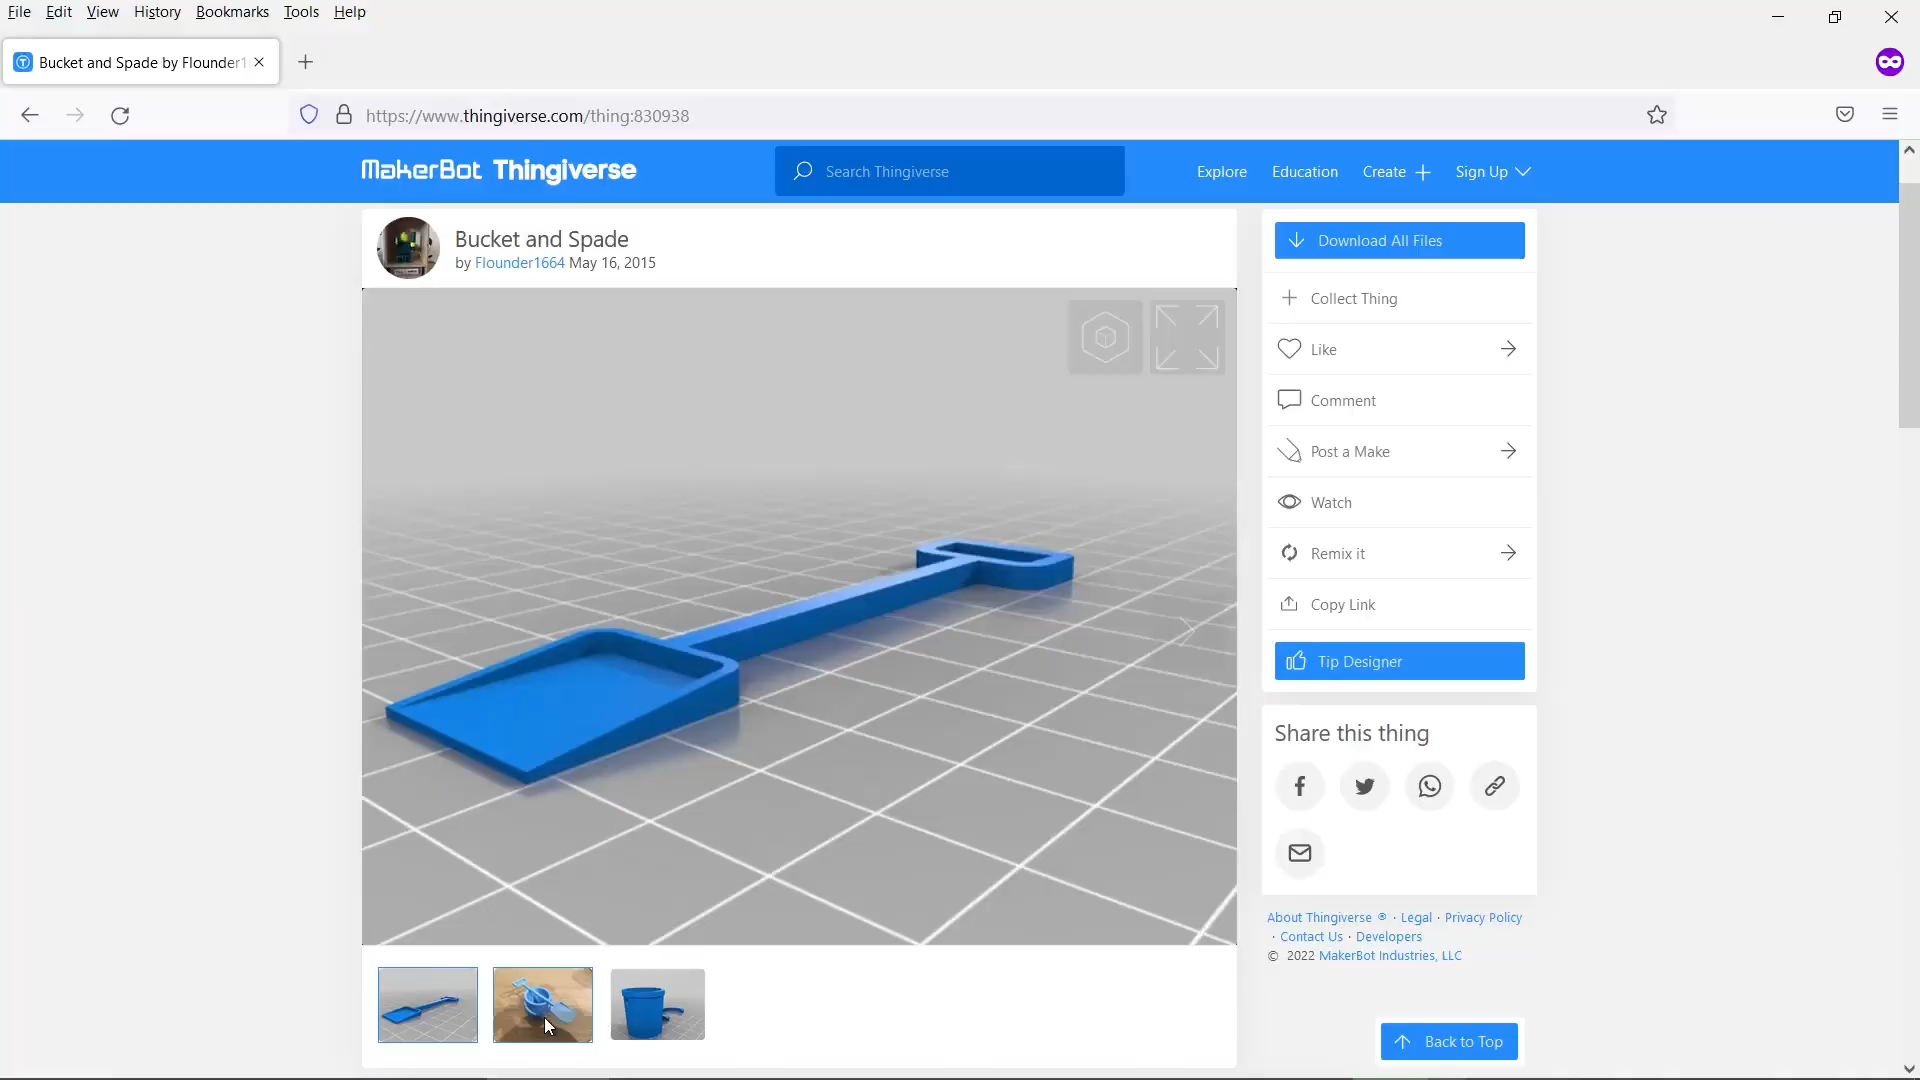 File Edit View History Bookmarks Tools Help
Bucket and Spade by Flounder1
https://www.thingiverse.com/thing:830938
MakerBot Thingiverse
Search Thingiverse
Explore Education Create Sign Up
Bucket and Spade
by Flounder1664 May 16, 2015
Download All Files
Collect Thing
Like
Comment
Post a Make
Watch
Remix it
Copy Link
Tip Designer
Share this thing
About Thingiverse ® · Legal · Privacy Policy
· Contact Us · Developers
© 2022 MakerBot Industries, LLC
Back to Top